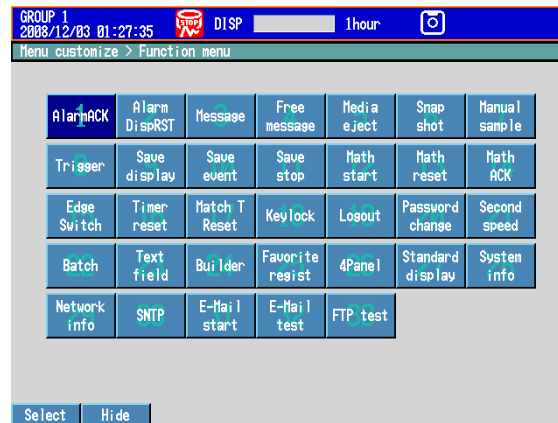 GROUP 1
2008/12/03 01:27:35 STOP DISP 1hour
Menu customize > Function menu
1 AlarmACK
Alarm DispRST
Message
Free message
Media eject
Snap shot
Manual sample
Trigger
Save display
Save event
Save stop
Math start
Math reset
Math ACK
Edge Switch
Timer reset
Match T Reset
Keylock
Logout
Password change
Second speed
Batch
Text field
Builder
Favorite regist
4Panel
Standard display
System info
Network info
SNTP
E-Mail start
E-Mail test
FTP test
Select Hide